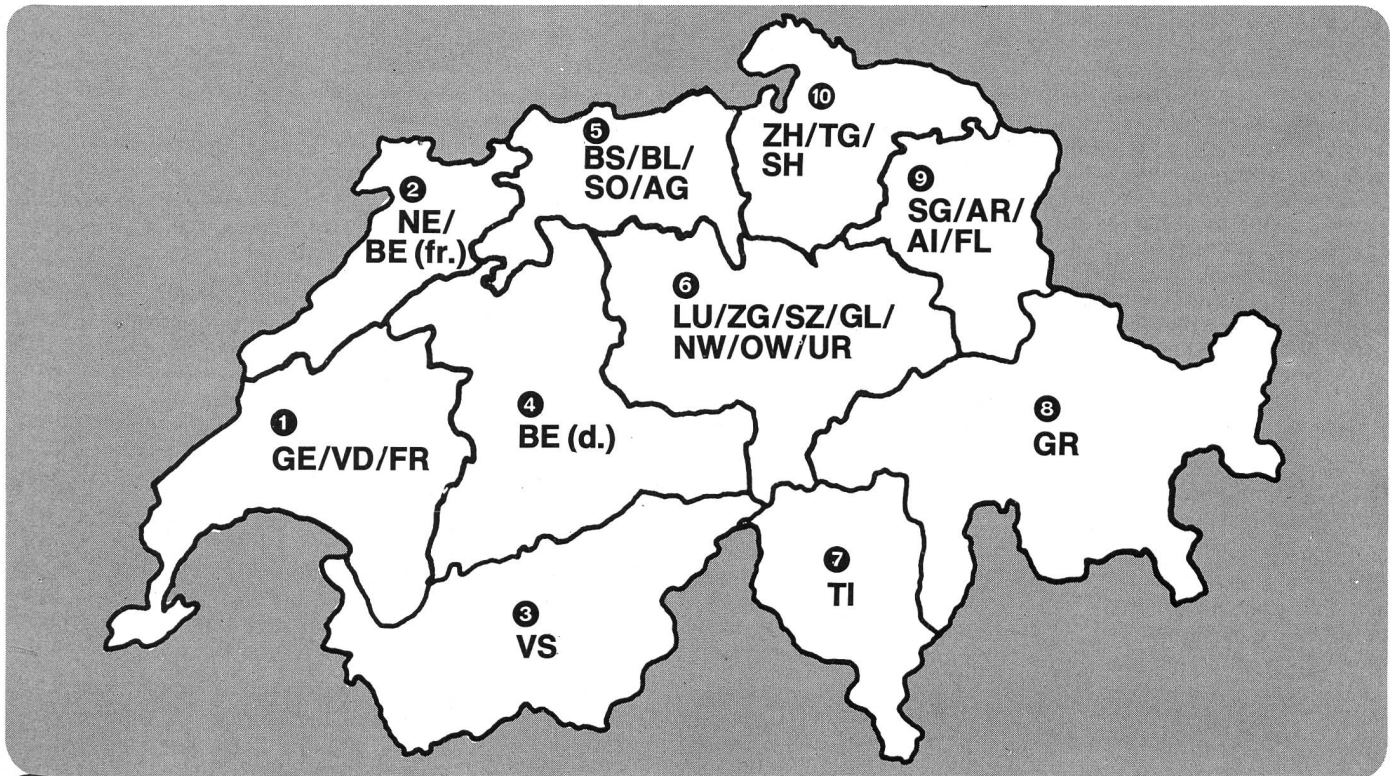 10
ZH/TG/
SH
5
BS/BL/
SO/AG
2
NE/
BE (fr.)
9
SG/AR/
AI/FL
6
LU/ZG/SZ/GL/
NW/OW/UR
1
GE/VD/FR
4
BE (d.)
8
GR
7
TI
3
VS